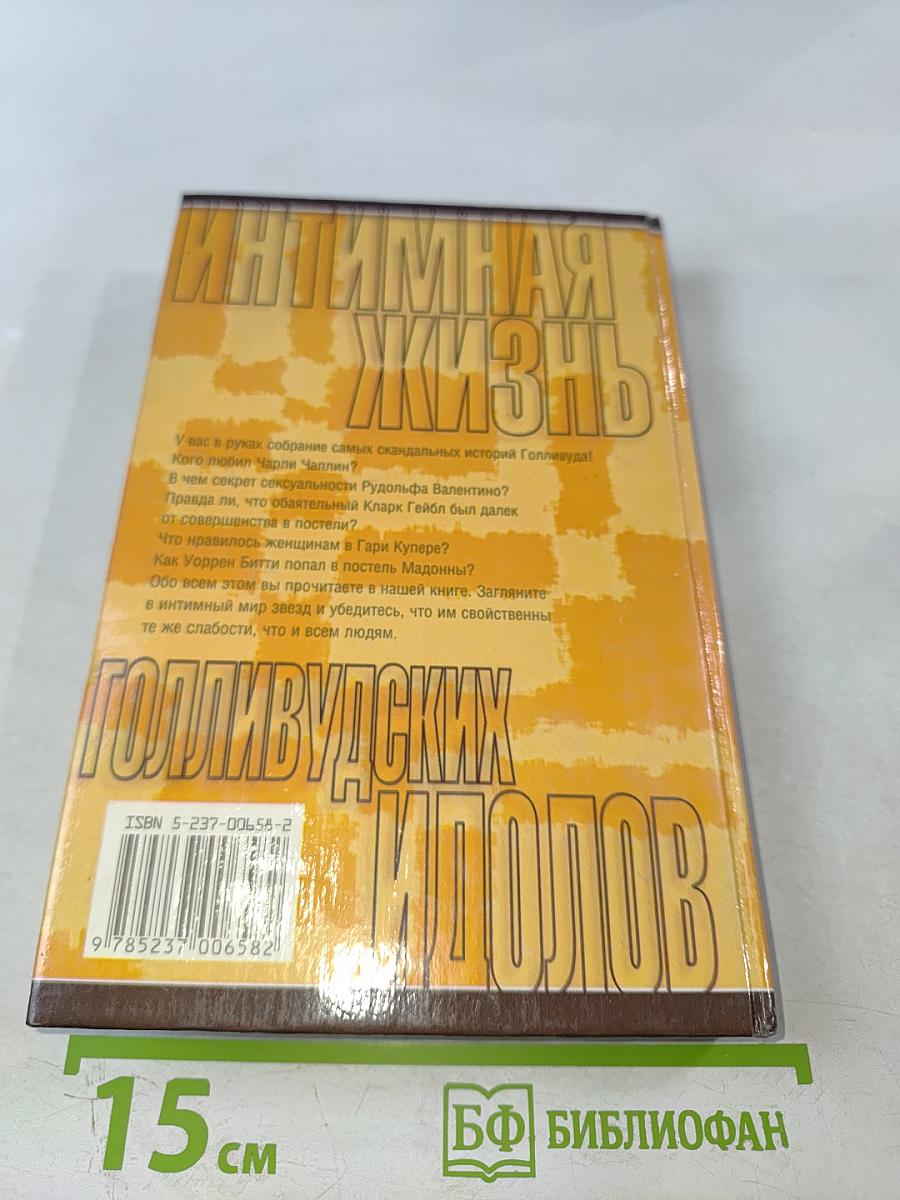 ИНТИМНАЯ
ЖИЗНЬ
У вас в руках собрание самых скандальных историй Голливуда!
Кого любил Чарли Чаплин?
В чем секрет сексуальности Рудольфа Валентино?
Правда ли, что обаятельный Кларк Гейбл был далек
от совершенства в постели?
Что нравилось женщинам в Гари Купере?
Как Уоррен Битти попал в постель Мадонны?
Обо всем этом вы прочитаете в нашей книге. Загляните
в интимный мир звезд и убедитесь, что им свойственны
те же слабости, что и всем людям.
ГОЛЛИВУДСКИХ
ИДОЛОВ
ISBN 5-237-00658-2
9 785237 006582
15 см
БФ БИБЛИОФАН